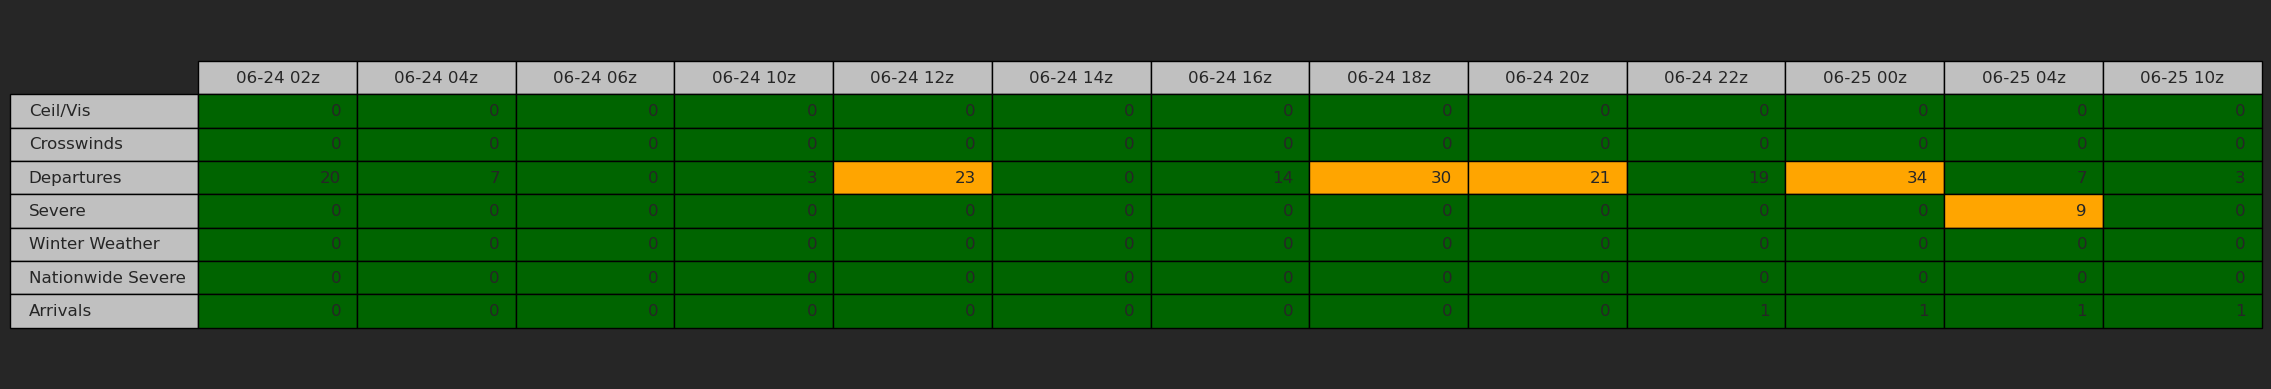 06-24 02z 06-24 04z 06-24 06z 06-24 10z 06-24 12z 06-24 14z 06-24 16z 06-24 18z 06-24 20z 06-24 22z 06-25 00z 06-25 04z 06-25 10z
Ceil/Vis 0 0 0 0 0 0 0 0 0 0 0 0 0
Crosswinds 0 0 0 0 0 0 0 0 0 0 0 0 0
Departures 20 7 0 3 23 0 14 30 21 19 34 7 3
Severe 0 0 0 0 0 0 0 0 0 0 0 9 0
Winter Weather 0 0 0 0 0 0 0 0 0 0 0 0 0
Nationwide Severe 0 0 0 0 0 0 0 0 0 0 0 0 0
Arrivals 0 0 0 0 0 0 0 0 0 1 1 1 1